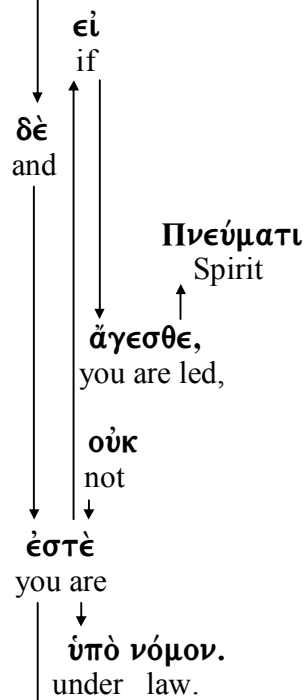 εἰ
if
δὲ
and
Πνεύματι
Spirit
ἄγεσθε,
you are led,
οὐκ
not
ἐστὲ
you are
ὑπὸ νόμον.
under law.